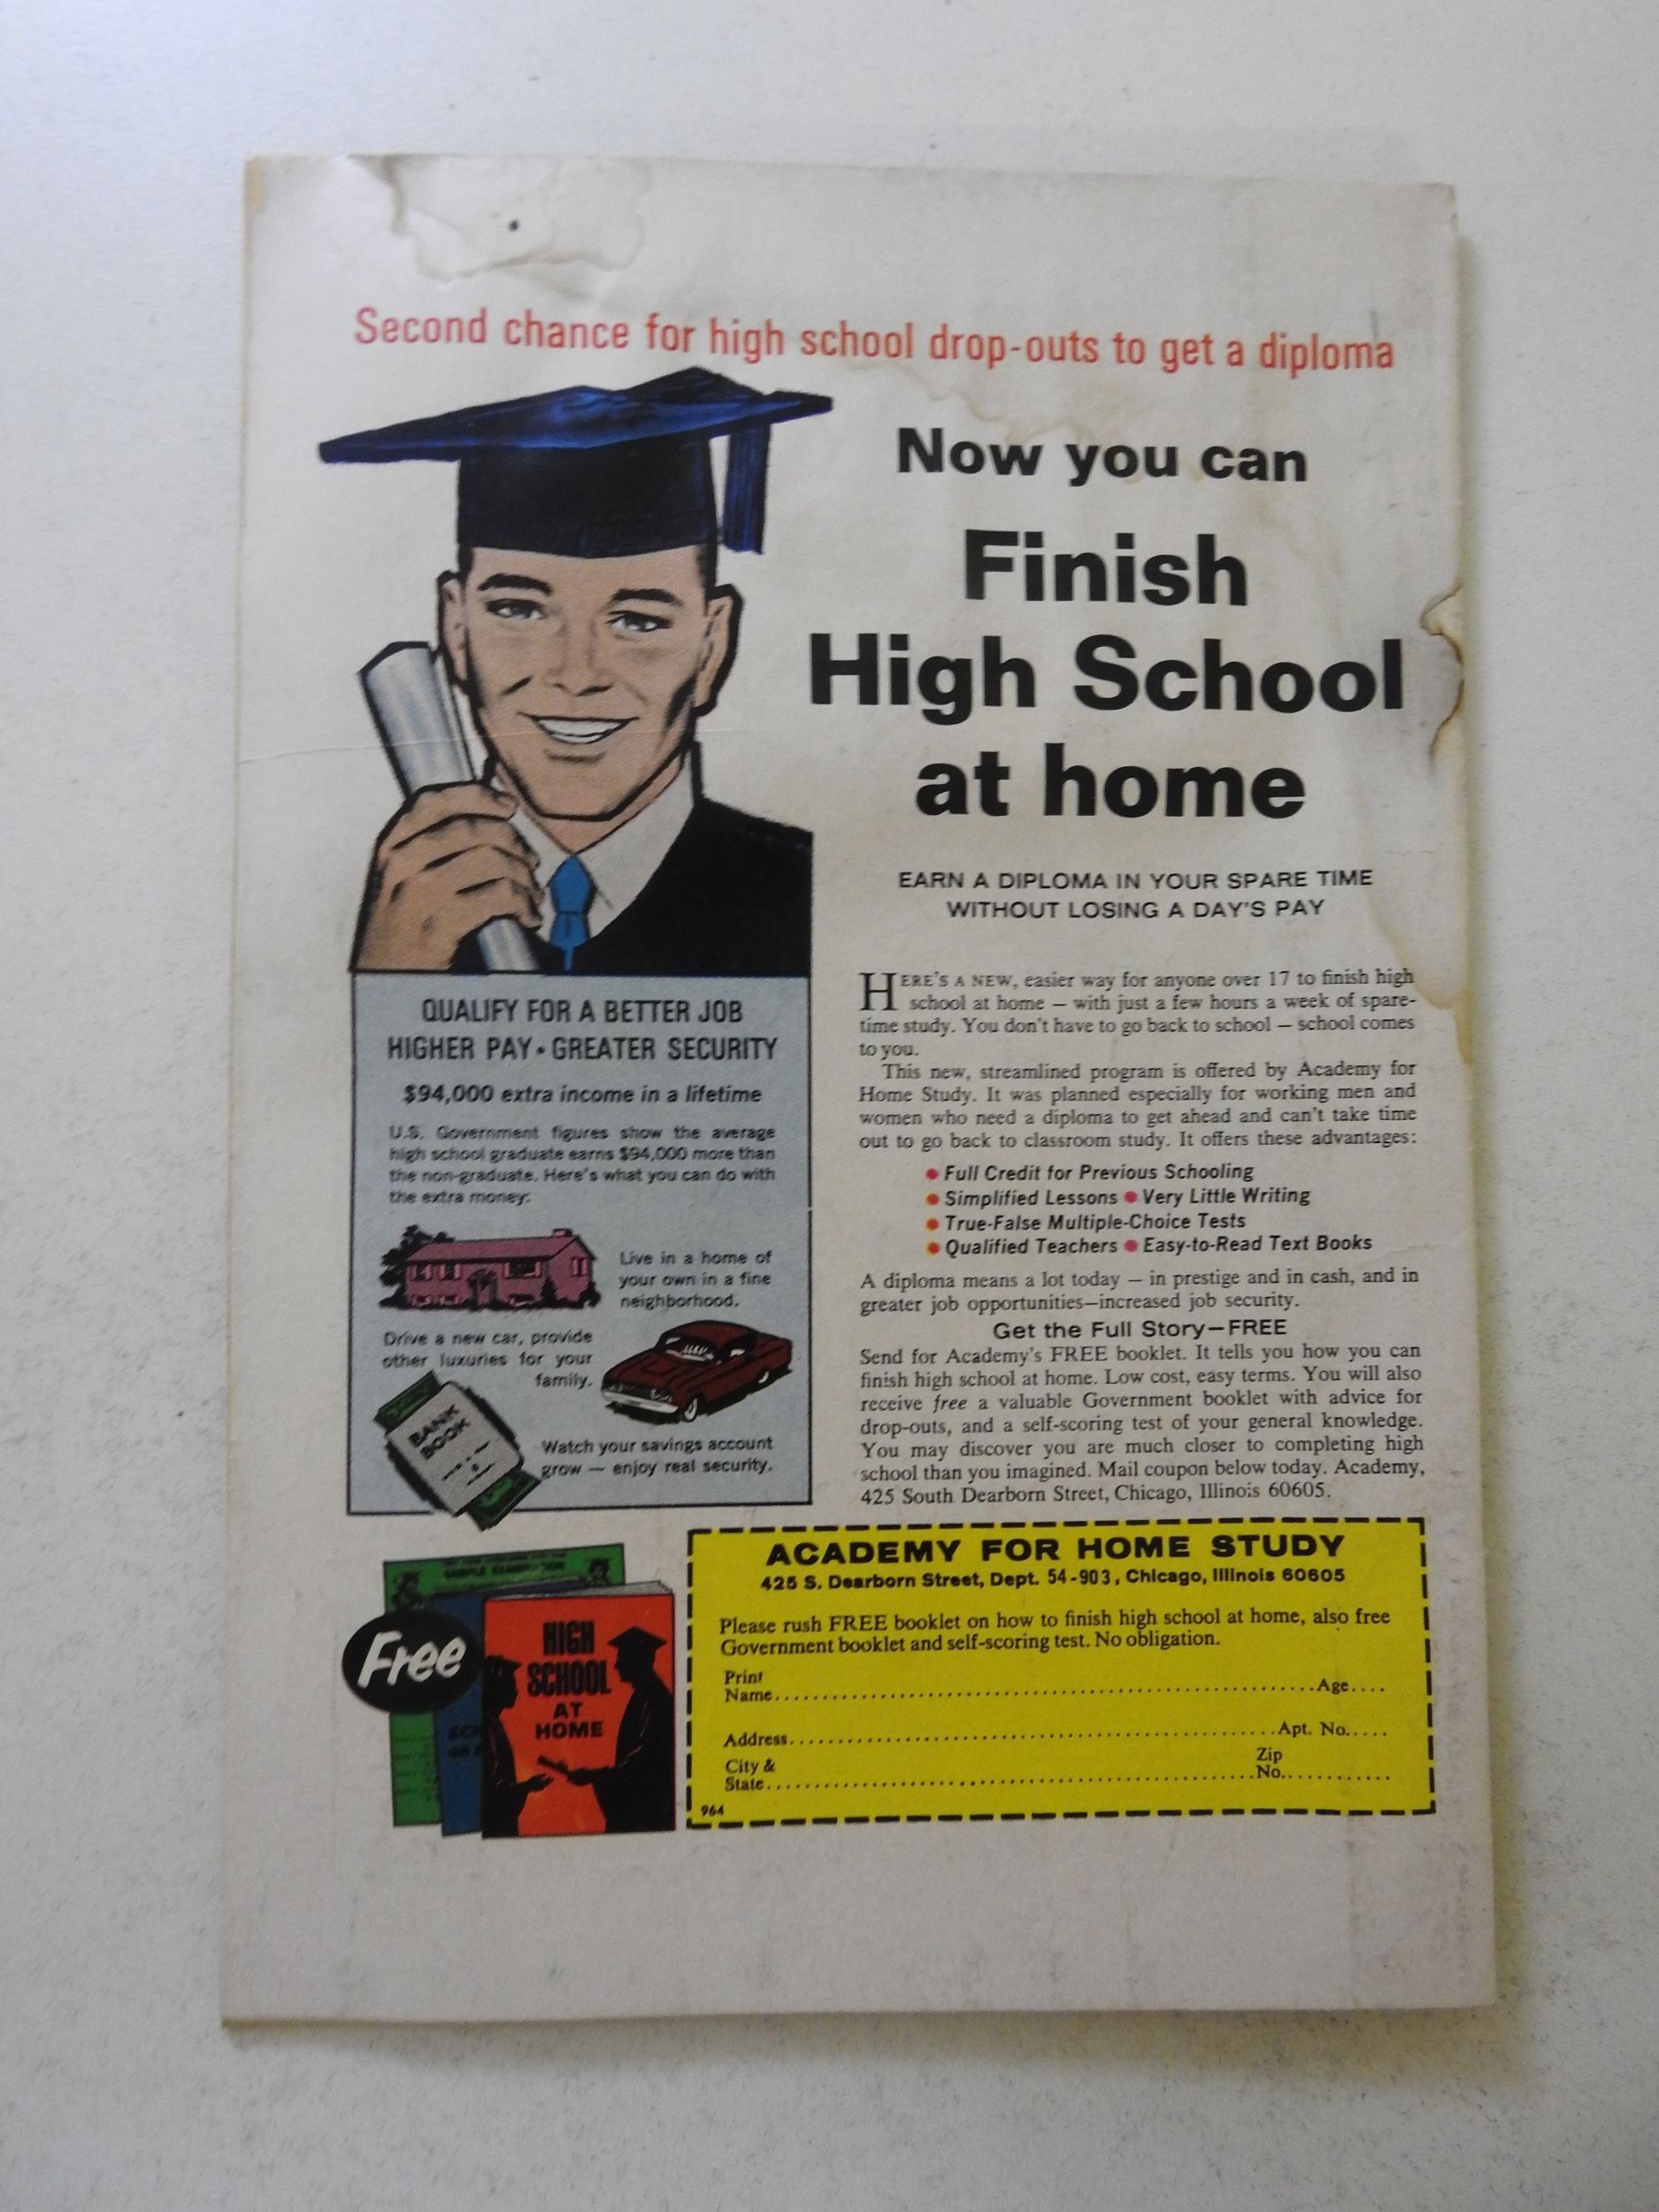 Second chance for high school drop-outs to get a diploma
Now you can
Finish
High School
at home
EARN A DIPLOMA IN YOUR SPARE TIME
WITHOUT LOSING A DAY'S PAY
HERE'S A NEW, easier way for anyone over 17 to finish high
school at home — with just a few hours a week of spare-
time study. You don't have to go back to school — school comes
to you.
This new, streamlined program is offered by Academy for
Home Study. It was planned especially for working men and
women who need a diploma to get ahead and can't take time
out to go back to classroom study. It offers these advantages:
• Full Credit for Previous Schooling
• Simplified Lessons • Very Little Writing
• True-False Multiple-Choice Tests
• Qualified Teachers • Easy-to-Read Text Books
A diploma means a lot today — in prestige and in cash, and in
greater job opportunities—increased job security.
Get the Full Story—FREE
Send for Academy's FREE booklet. It tells you how you can
finish high school at home. Low cost, easy terms. You will also
receive free a valuable Government booklet with advice for
drop-outs, and a self-scoring test of your general knowledge.
You may discover you are much closer to completing high
school than you imagined. Mail coupon below today. Academy,
425 South Dearborn Street, Chicago, Illinois 60605.
QUALIFY FOR A BETTER JOB
HIGHER PAY • GREATER SECURITY
$94,000 extra income in a lifetime
U.S. Government figures show the average
high school graduate earns $94,000 more than
the non-graduate. Here's what you can do with
the extra money:
Live in a home of
your own in a fine
neighborhood.
Drive a new car, provide
other luxuries for your
family.
BANK
BOOK
Watch your savings account
grow — enjoy real security.
SAMPLE EXAMINATION
Free
HIGH
SCHOOL
AT
HOME
ACADEMY FOR HOME STUDY
425 S. Dearborn Street, Dept. 54-903, Chicago, Illinois 60605
Please rush FREE booklet on how to finish high school at home, also free
Government booklet and self-scoring test. No obligation.
Print
Name..........Age....
Address..........Apt. No.....
City & Zip
State..........No..........
964